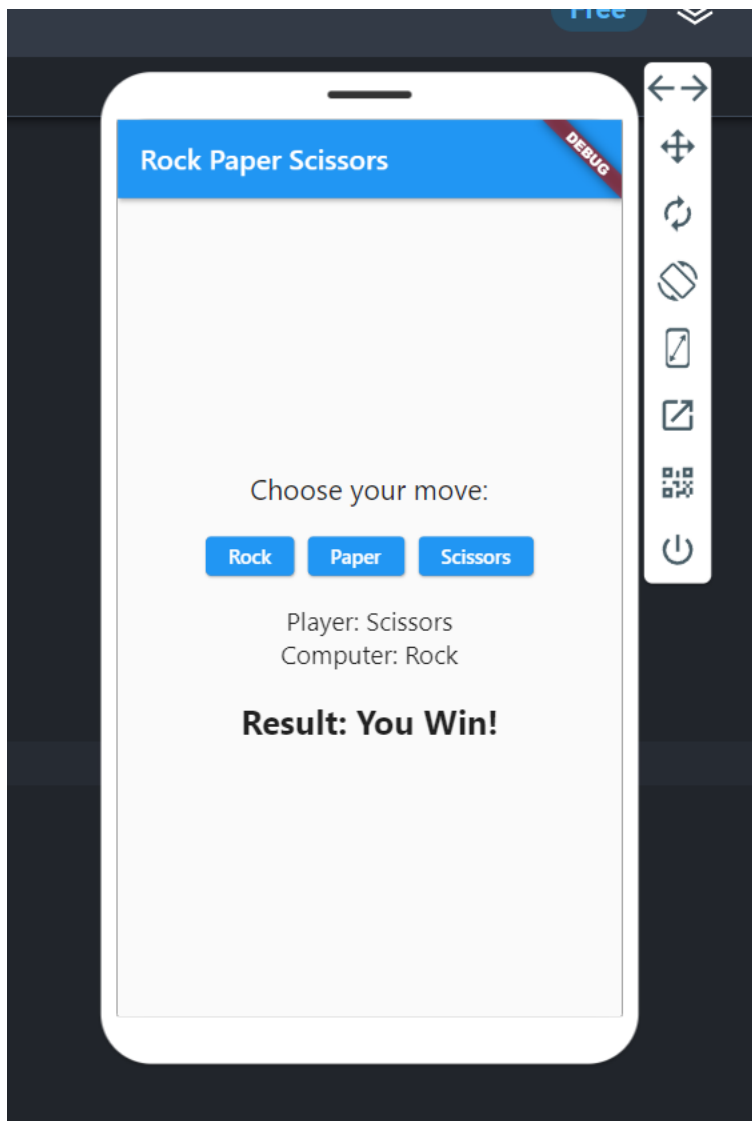 Free
Rock Paper Scissors
DEBUG
Choose your move:
Rock Paper Scissors
Player: Scissors
Computer: Rock
Result: You Win!